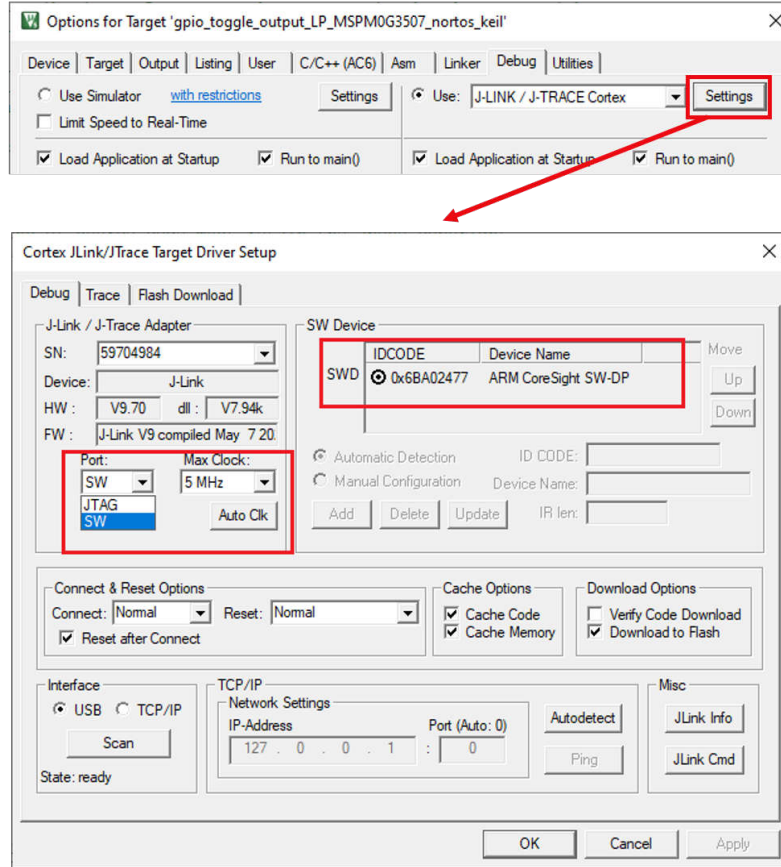 Options for Target 'gpio_toggle_output_LP_MSPM0G3507_nortos_keil'
Device Target Output Listing User C/C++ (AC6) Asm Linker Debug Utilities
Use Simulator with restrictions Settings Use: J-LINK / J-TRACE Cortex Settings
Limit Speed to Real-Time
Load Application at Startup Run to main() Load Application at Startup Run to main()
Cortex JLink/JTrace Target Driver Setup
Debug Trace Flash Download
J-Link / J-Trace Adapter
SN: 59704984
Device: J-Link
HW : V9.70 dll : V7.94k
FW : J-Link V9 compiled May 7 20
Port: Max Clock:
SW 5 MHz
JTAG
SW
Auto Clk
SW Device
IDCODE Device Name
SWD 0x6BA02477 ARM CoreSight SW-DP
Move
Up
Down
Automatic Detection ID CODE:
Manual Configuration Device Name:
Add Delete Update IR len:
Connect & Reset Options
Connect: Normal Reset: Normal
Reset after Connect
Cache Options
Cache Code
Cache Memory
Download Options
Verify Code Download
Download to Flash
Interface
USB TCP/IP
Scan
State: ready
TCP/IP
Network Settings
IP-Address Port (Auto: 0)
127 . 0 . 0 . 1 : 0
Autodetect
Ping
Misc
JLink Info
JLink Cmd
OK Cancel Apply